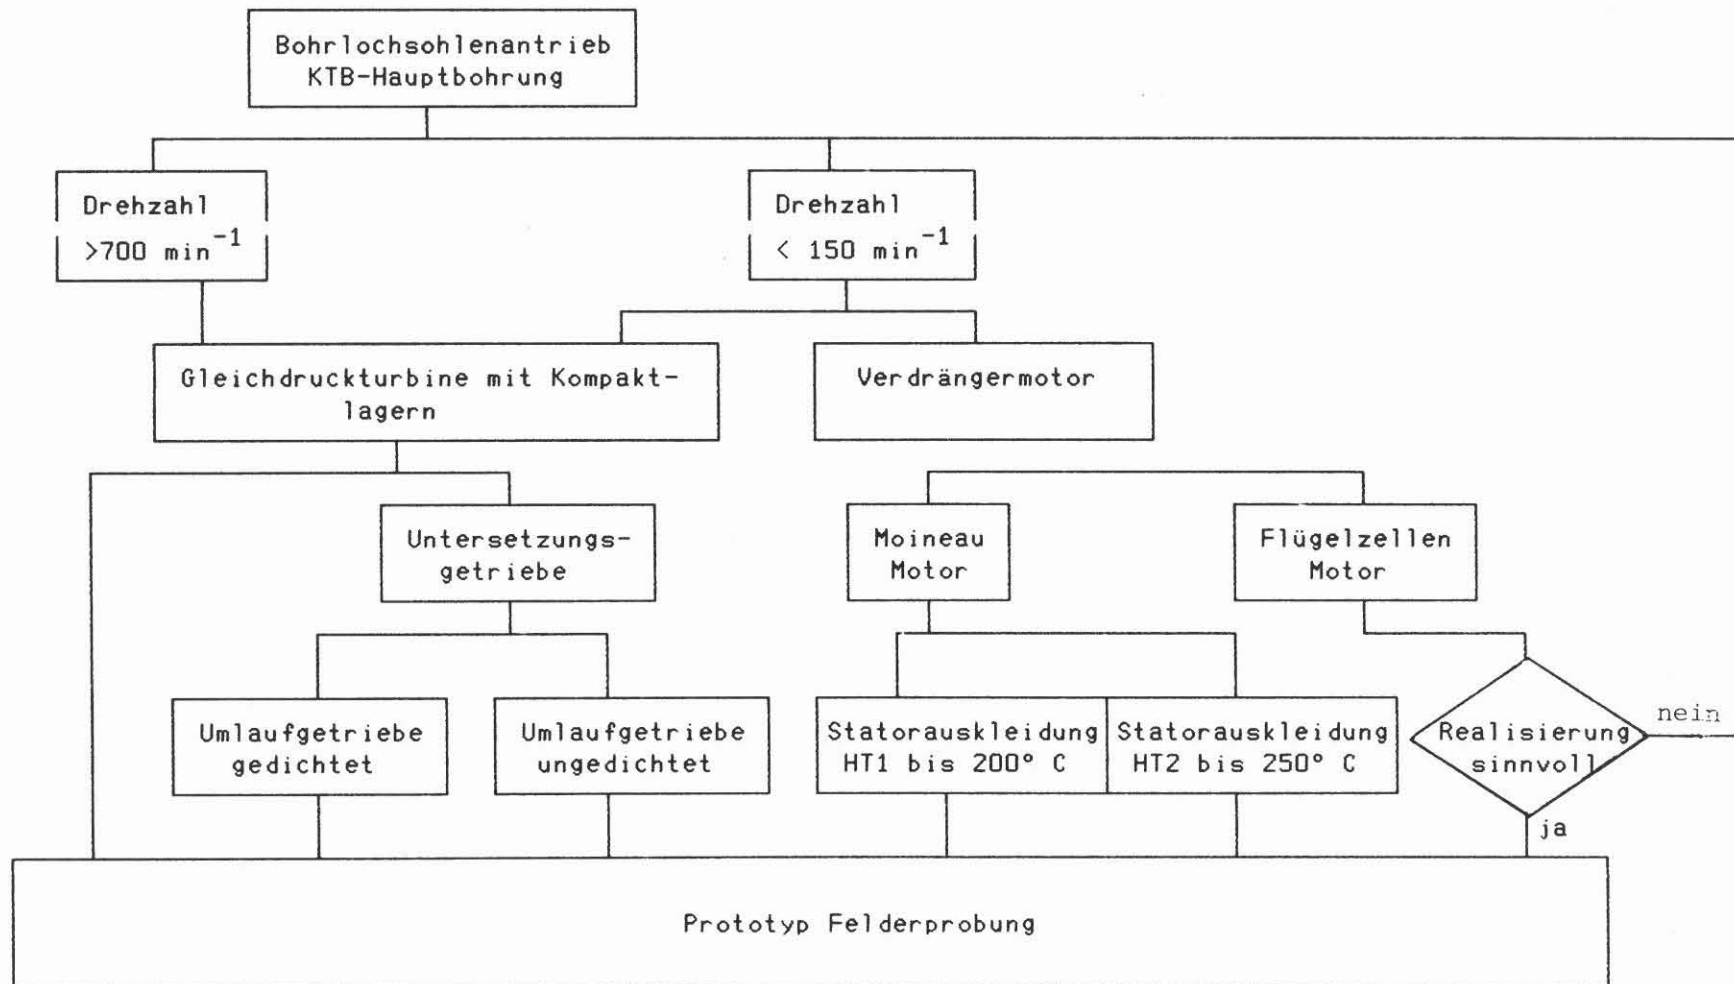 Bohrlochsohlenantrieb
KTB-Hauptbohrung
Drehzahl
>700 min⁻¹
Drehzahl
< 150 min⁻¹
Gleichdruckturbine mit Kompakt-
lagern
Verdrängermotor
Untersetzungs-
getriebe
Moineau
Motor
Flügelzellen
Motor
Umlaufgetriebe
gedichtet
Umlaufgetriebe
ungedichtet
Statorauskleidung
HT1 bis 200° C
Statorauskleidung
HT2 bis 250° C
Realisierung
sinnvoll
nein
ja
Prototyp Felderprobung